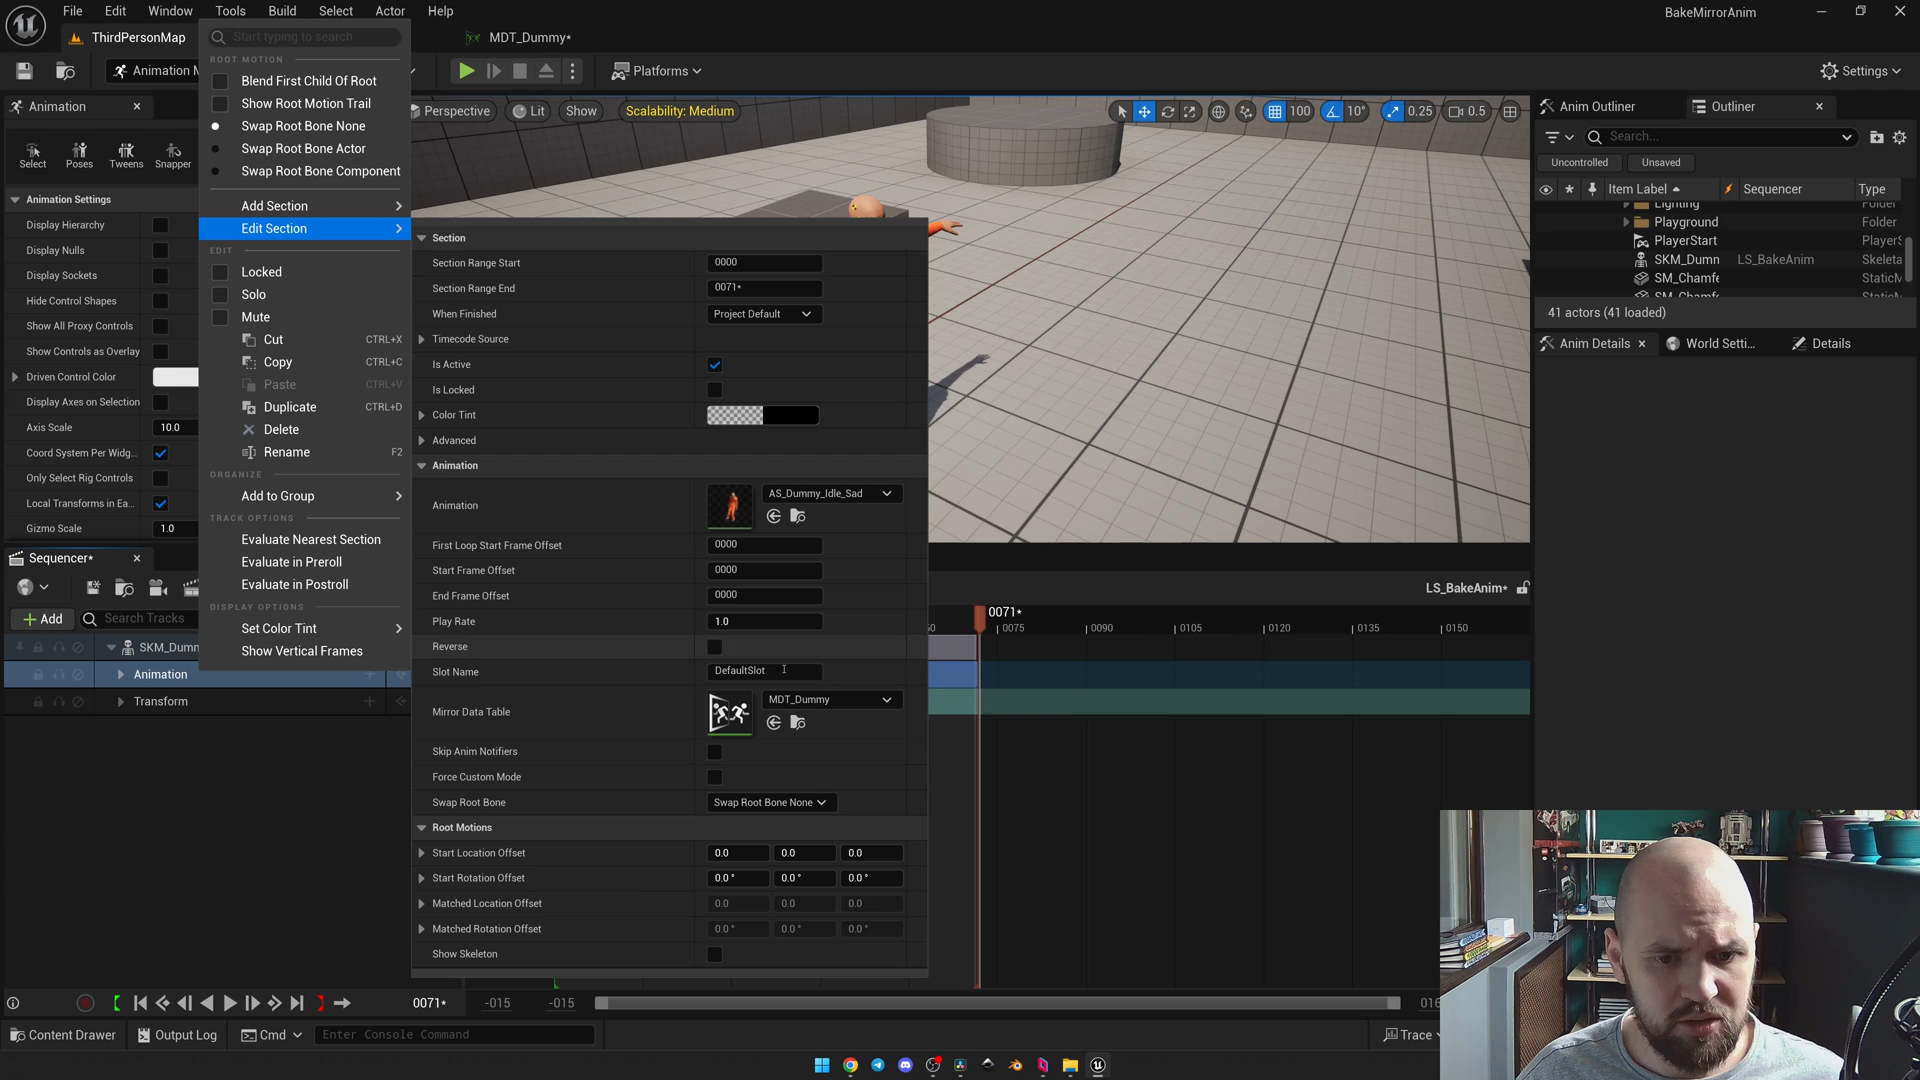 File Edit Window Tools Build Select Actor Help
BakeMirrorAnim
ThirdPersonMap
Start typing to search
MDT_Dummy*
Animation M
Platforms
Settings
ROOT MOTION
Blend First Child Of Root
Show Root Motion Trail
Swap Root Bone None
Swap Root Bone Actor
Swap Root Bone Component
Add Section
Edit Section
EDIT
Locked
Solo
Mute
Cut CTRL+X
Copy CTRL+C
Paste CTRL+V
Duplicate CTRL+D
Delete
Rename F2
ORGANIZE
Add to Group
TRACK OPTIONS
Evaluate Nearest Section
Evaluate in Preroll
Evaluate in Postroll
DISPLAY OPTIONS
Set Color Tint
Show Vertical Frames
Animation
Select Poses Tweens Snapper
Animation Settings
Display Hierarchy
Display Nulls
Display Sockets
Hide Control Shapes
Show All Proxy Controls
Show Controls as Overlay
Driven Control Color
Display Axes on Selection
Axis Scale 10.0
Coord System Per Widg...
Only Select Rig Controls
Local Transforms in Ea...
Gizmo Scale 1.0
Perspective Lit Show Scalability: Medium 100 10° 0.25 0.5
Section
Section Range Start 0000
Section Range End 0071*
When Finished Project Default
Timecode Source
Is Active
Is Locked
Color Tint
Advanced
Animation
Animation AS_Dummy_Idle_Sad
First Loop Start Frame Offset 0000
Start Frame Offset 0000
End Frame Offset 0000
Play Rate 1.0
Reverse
Slot Name DefaultSlot
Mirror Data Table MDT_Dummy
Skip Anim Notifiers
Force Custom Mode
Swap Root Bone Swap Root Bone None
Root Motions
Start Location Offset 0.0 0.0 0.0
Start Rotation Offset 0.0 ° 0.0 ° 0.0 °
Matched Location Offset 0.0 0.0 0.0
Matched Rotation Offset 0.0 ° 0.0 ° 0.0 °
Show Skeleton
Anim Outliner Outliner
Search...
Uncontrolled Unsaved
Item Label Sequencer Type
Lighting Folder
Playground Folder
PlayerStart PlayerS
SKM_Dumn LS_BakeAnim Skeleta
SM_Chamfe StaticM
SM_Chamfe StaticM
41 actors (41 loaded)
Anim Details World Setti... Details
Sequencer*
Add Search Tracks
SKM_Dumm
Animation
Transform
LS_BakeAnim*
0071*
60 0075 0090 0105 0120 0135 0150
0071* -015 -015 016
Content Drawer Output Log Cmd Enter Console Command Trace